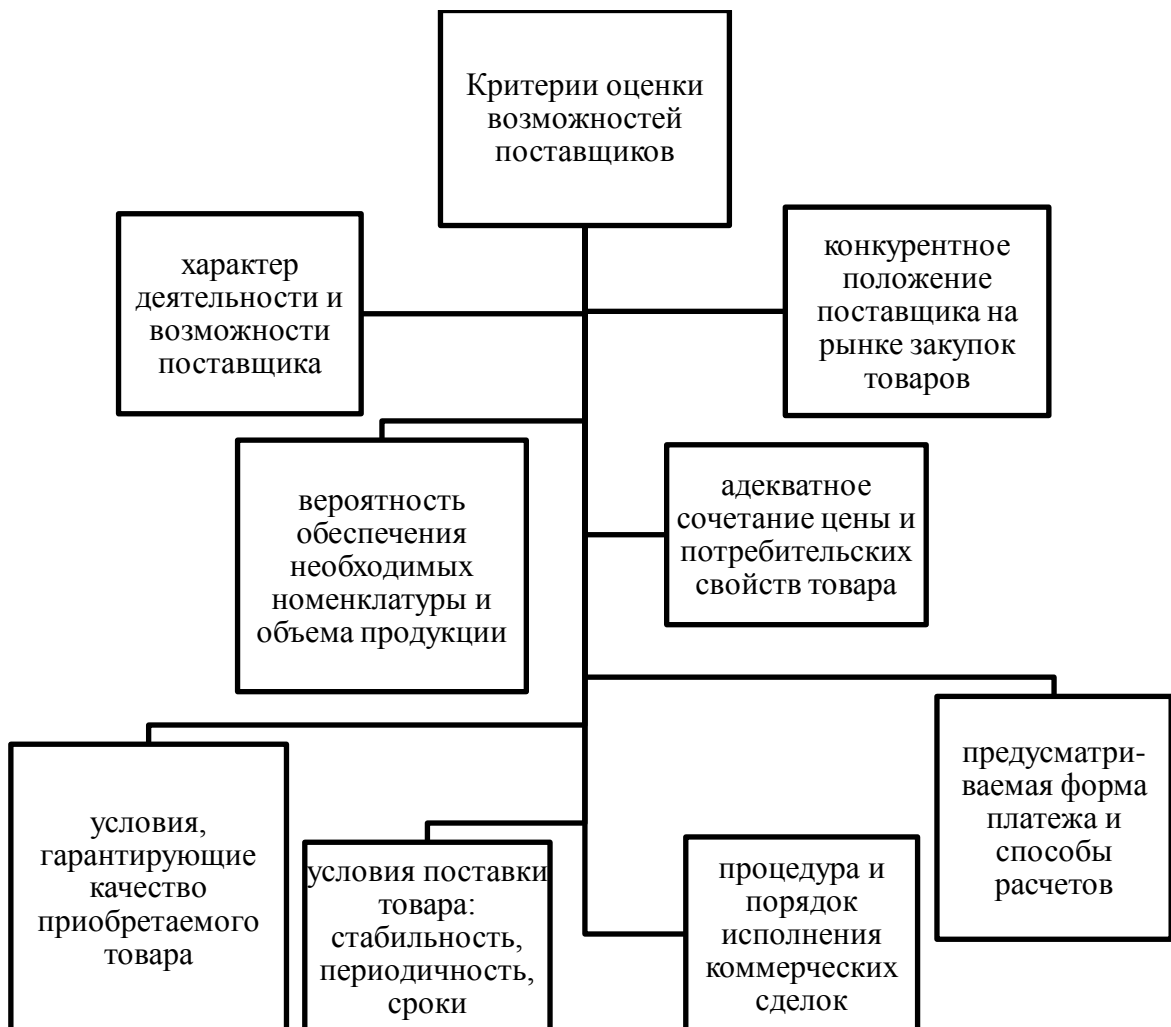 Критерии оценки
возможностей
поставщиков
характер
деятельности и
возможности
поставщика
конкурентное
положение
поставщика на
рынке закупок
товаров
вероятность
обеспечения
необходимых
номенклатуры и
объема продукции
адекватное
сочетание цены и
потребительских
свойств товара
условия,
гарантирующие
качество
приобретаемого
товара
условия поставки
товара:
стабильность,
периодичность,
сроки
процедура и
порядок
исполнения
коммерческих
сделок
предусматри-
ваемая форма
платежа и
способы
расчетов